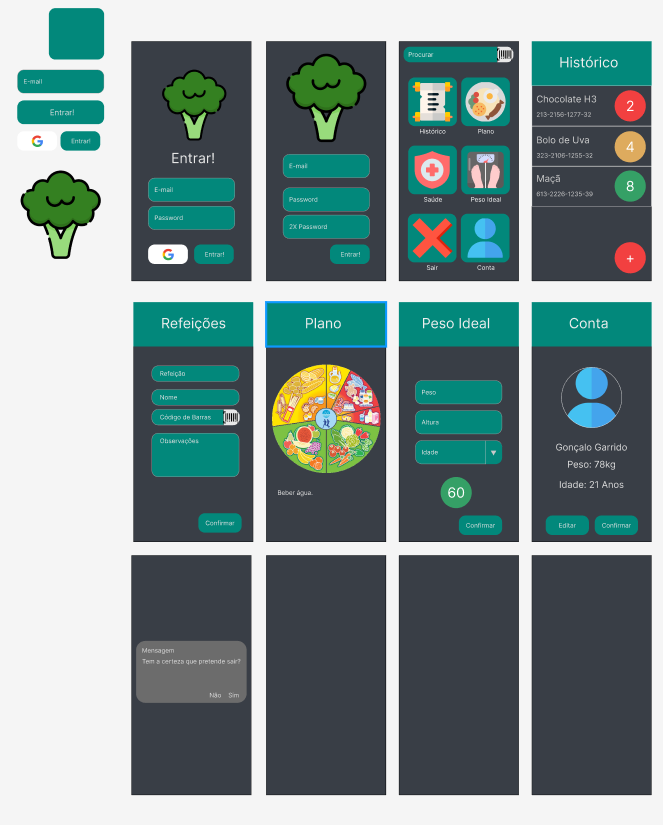 E-mail
Entrar!
Entrar!
Entrar!
E-mail
Password
Entrar!
E-mail
Password
2X Password
Entrar!
Procurar
Histórico
Plano
Saúde
Peso Ideal
Sair
Conta
Histórico
Chocolate H3
213-2156-1277-32
2
Bolo de Uva
323-2106-1255-32
4
Maçã
613-2226-1235-39
8
+
Refeições
Refeição
Nome
Código de Barras
Observações
Confirmar
Plano
Beber água.
Peso Ideal
Peso
Altura
Idade
60
Confirmar
Conta
Gonçalo Garrido
Peso: 78kg
Idade: 21 Anos
Editar
Confirmar
Mensagem
Tem a certeza que pretende sair?
Não Sim